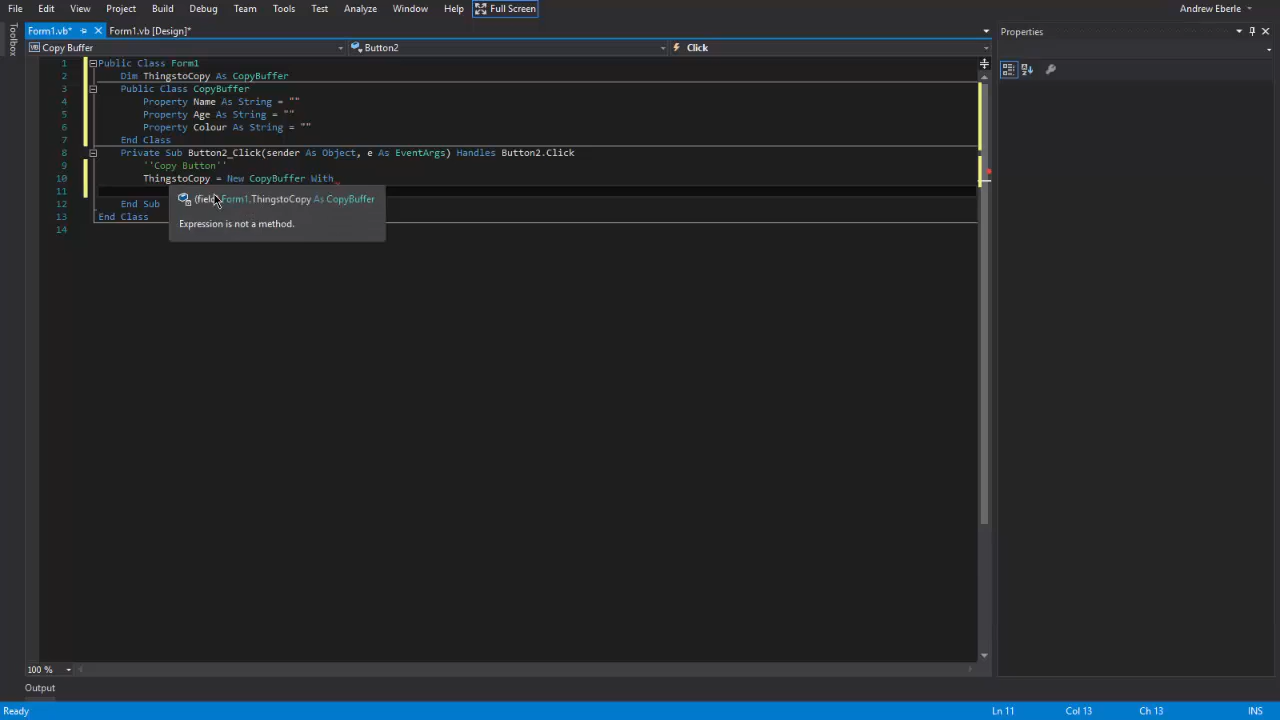 File Edit View Project Build Debug Team Tools Test Analyze Window Help Full Screen Andrew Eberle
Toolbox
Form1.vb* Form1.vb [Design]* Properties
VB Copy Buffer Button2 Click
1 Public Class Form1
2 Dim ThingstoCopy As CopyBuffer
3 Public Class CopyBuffer
4 Property Name As String = ""
5 Property Age As String = ""
6 Property Colour As String = ""
7 End Class
8 Private Sub Button2_Click(sender As Object, e As EventArgs) Handles Button2.Click
9 ''Copy Button''
10 ThingstoCopy = New CopyBuffer With
11
(field) Form1.ThingstoCopy As CopyBuffer
12 End Sub
13 End Class
Expression is not a method.
14
100 %
Output
Ready Ln 11 Col 13 Ch 13 INS